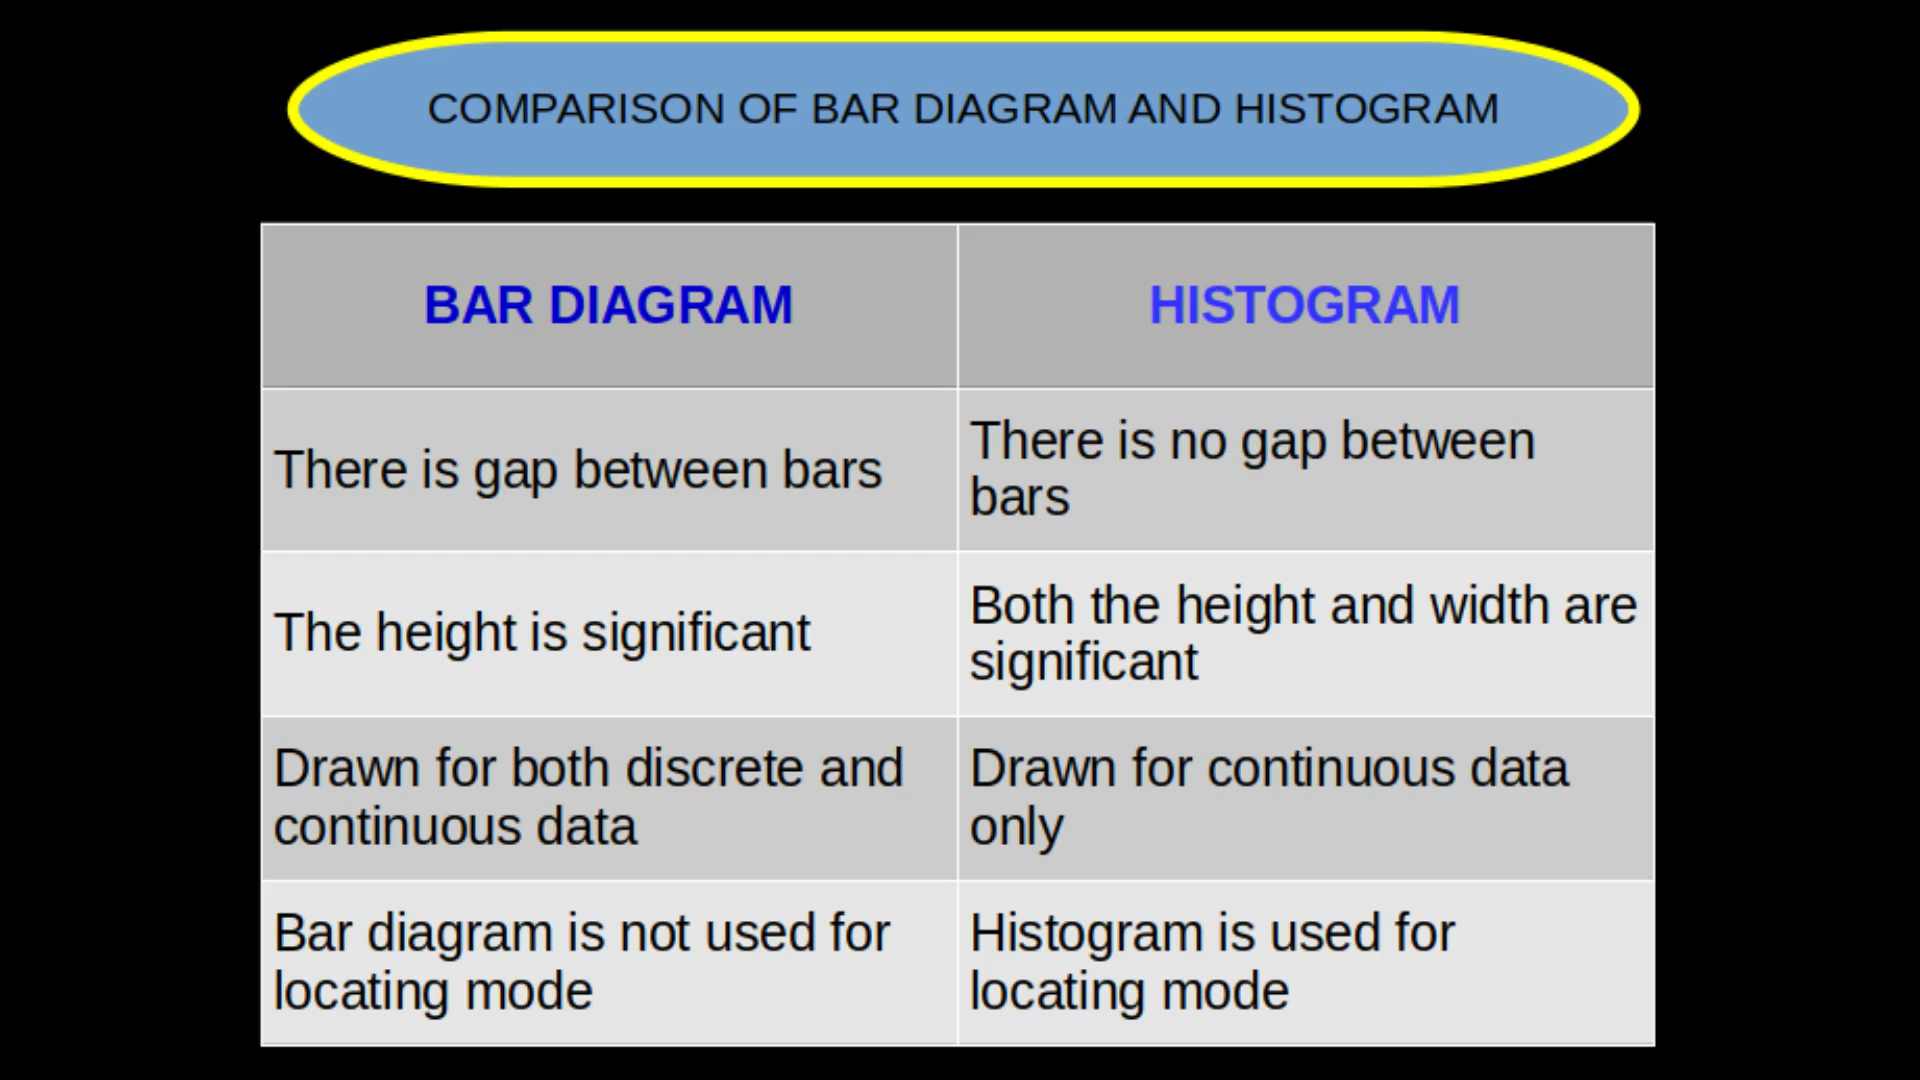 COMPARISON OF BAR DIAGRAM AND HISTOGRAM
BAR DIAGRAM
HISTOGRAM
There is gap between bars
There is no gap between
bars
The height is significant
Both the height and width are
significant
Drawn for both discrete and
continuous data
Drawn for continuous data
only
Bar diagram is not used for
locating mode
Histogram is used for
locating mode